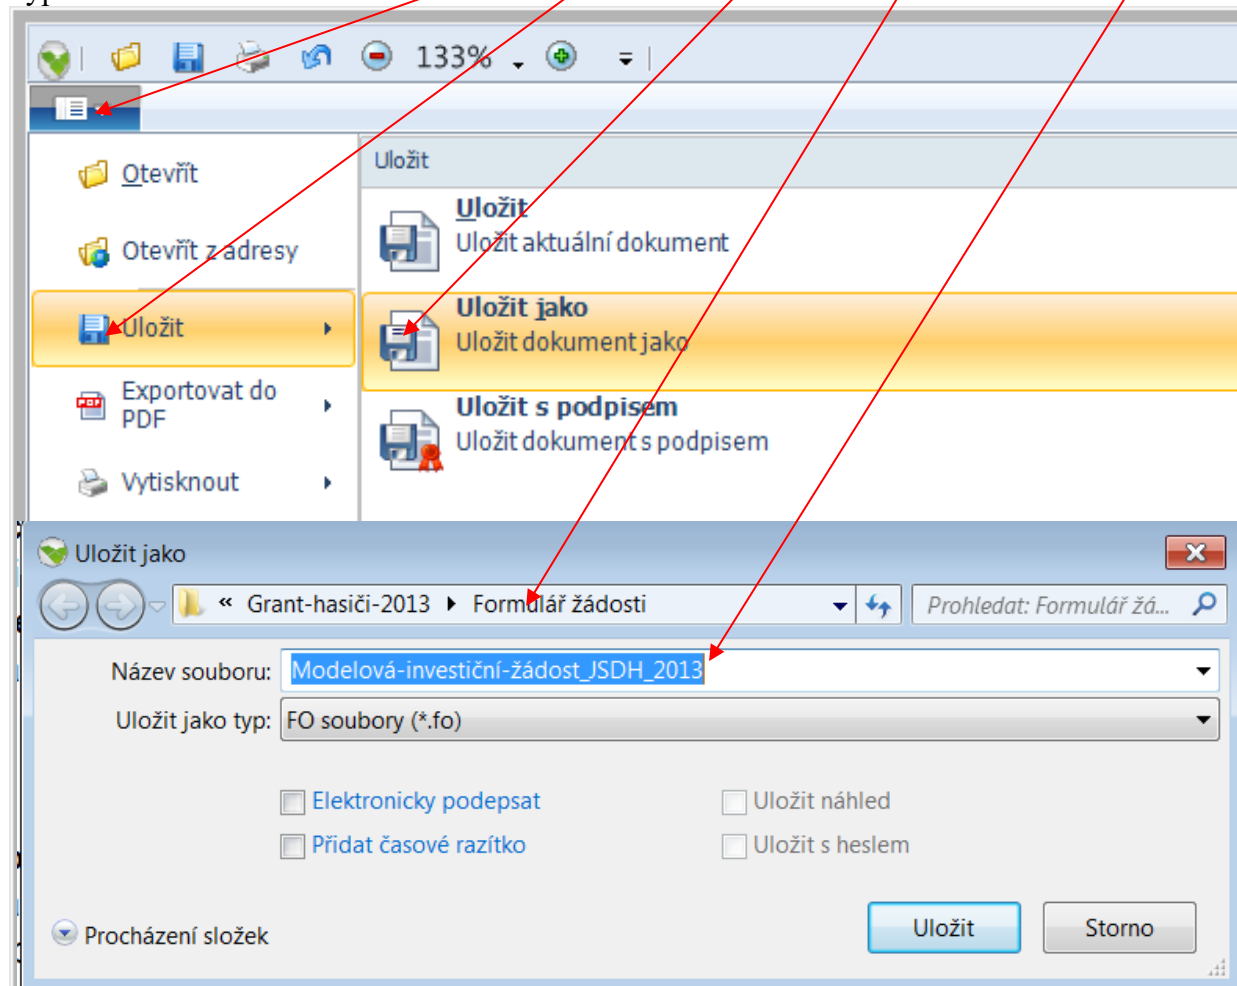 133%
Otevřít
Otevřít z adresy
Uložit
Exportovat do
PDF
Vytisknout
Uložit
Uložit
Uložit aktuální dokument
Uložit jako
Uložit dokument jako
Uložit s podpisem
Uložit dokument s podpisem
Uložit jako
« Grant-hasiči-2013 ▸ Formulář žádosti
Prohledat: Formulář žá...
Název souboru: Modelová-investiční-žádost_JSDH_2013
Uložit jako typ: FO soubory (*.fo)
Elektronicky podepsat
Uložit náhled
Přidat časové razítko
Uložit s heslem
Procházení složek
Uložit
Storno